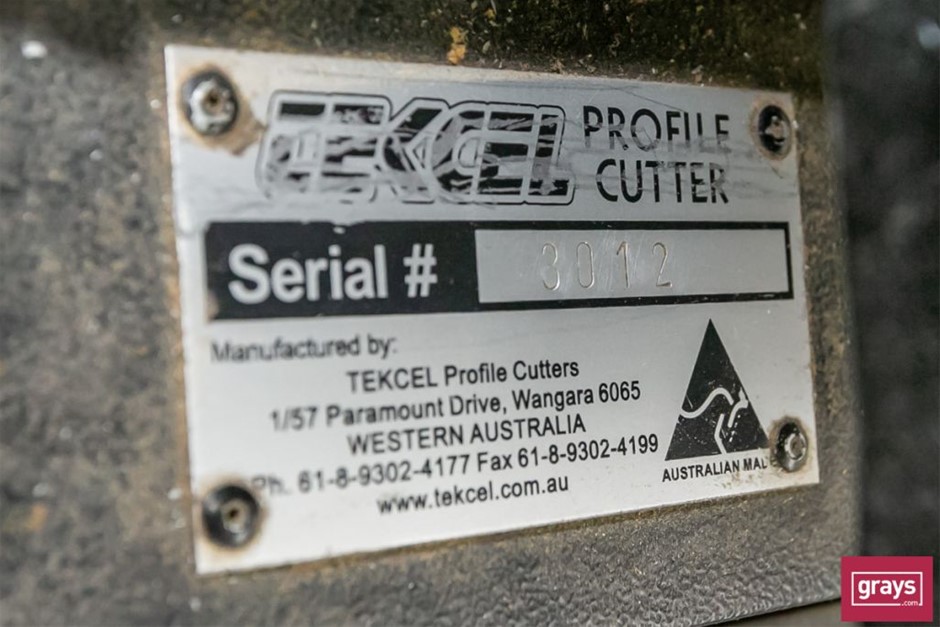 TEKCEL PROFILE
CUTTER
Serial # 3012
Manufactured by:
TEKCEL Profile Cutters
1/57 Paramount Drive, Wangara 6065
WESTERN AUSTRALIA
Ph. 61-8-9302-4177 Fax 61-8-9302-4199
www.tekcel.com.au
AUSTRALIAN MADE
grays
.com